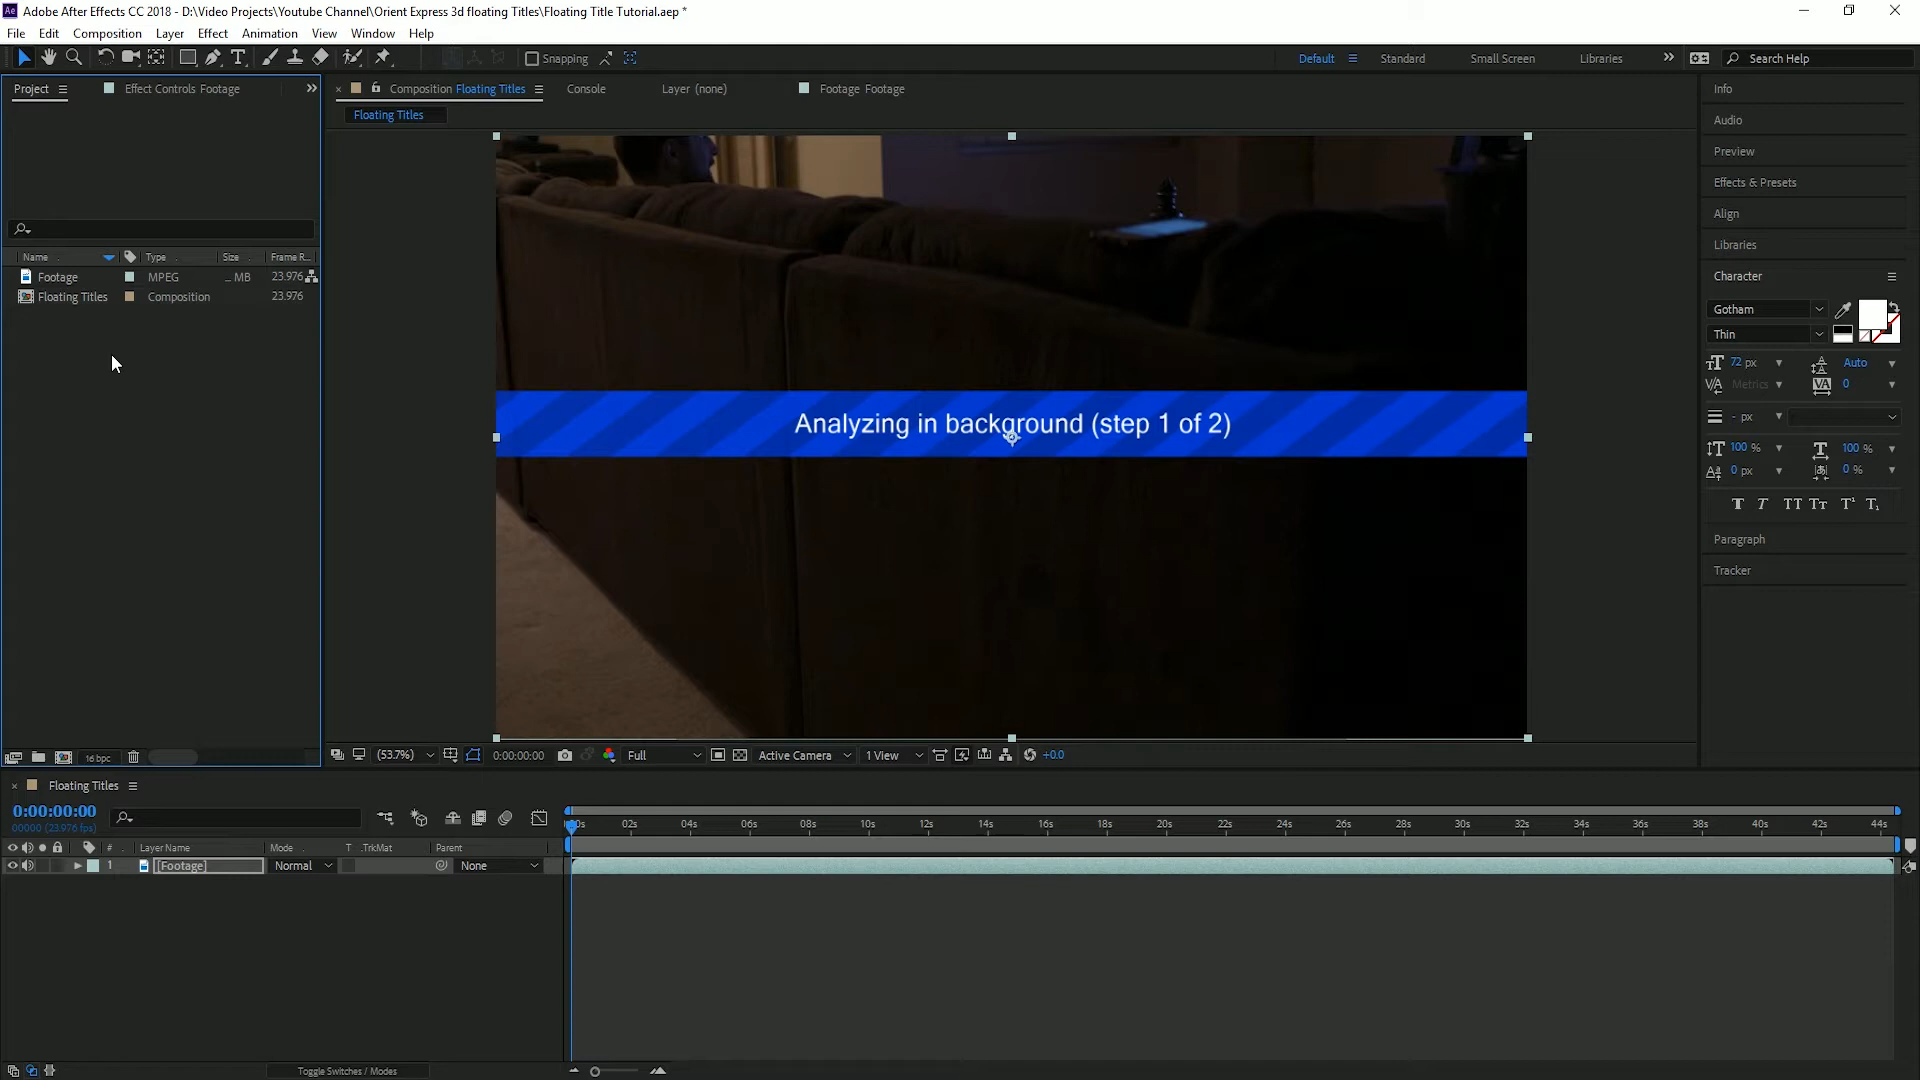 Adobe After Effects CC 2018 - D:\Video Projects\Youtube Channel\Orient Express 3d floating Titles\Floating Title Tutorial.aep *
File Edit Composition Layer Effect Animation View Window Help
Snapping Default Standard Small Screen Libraries Search Help
Project Effect Controls Footage Composition Floating Titles Console Layer (none) Footage Footage
Floating Titles
Name Type Size Frame R...
Footage MPEG ... MB 23.976
Floating Titles Composition 23.976
Analyzing in background (step 1 of 2)
Info
Audio
Preview
Effects & Presets
Align
Libraries
Character
Gotham
Thin
72 px Auto
Metrics 0
- px
100 % 100 %
0 px 0 %
T T TT Tt T¹ T₁
Paragraph
Tracker
16 bpc (53.7%) 0:00:00:00 Full Active Camera 1 View +0.0
Floating Titles
0:00:00:00
00000 (23.976 fps)
02s 04s 06s 08s 10s 12s 14s 16s 18s 20s 22s 24s 26s 28s 30s 32s 34s 36s 38s 40s 42s 44s
# Layer Name Mode T .TrkMat Parent
1 [Footage] Normal None
Toggle Switches / Modes